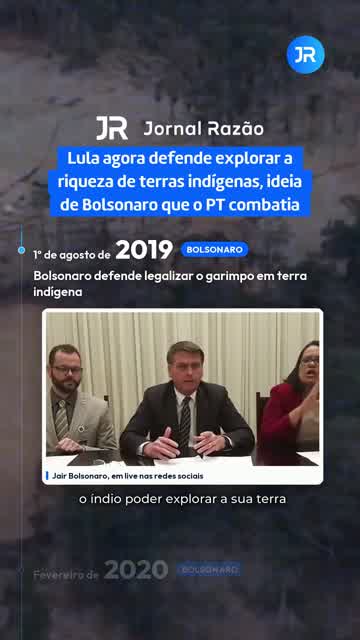 JR
JR Jornal Razão
Lula agora defende explorar a
riqueza de terras indígenas, ideia
de Bolsonaro que o PT combatia
1º de agosto de 2019 BOLSONARO
Bolsonaro defende legalizar o garimpo em terra
indígena
Jair Bolsonaro, em live nas redes sociais
o índio poder explorar a sua terra
Fevereiro de 2020 BOLSONARO